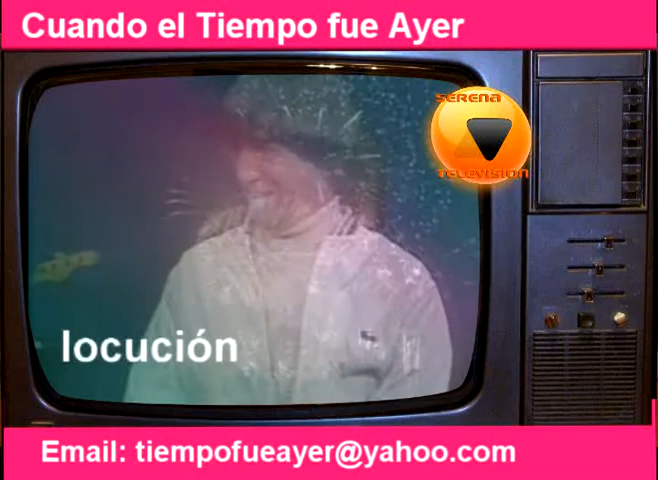 Cuando el Tiempo fue Ayer
SERENA
TELEVISION
locución
Email: tiempofueayer@yahoo.com